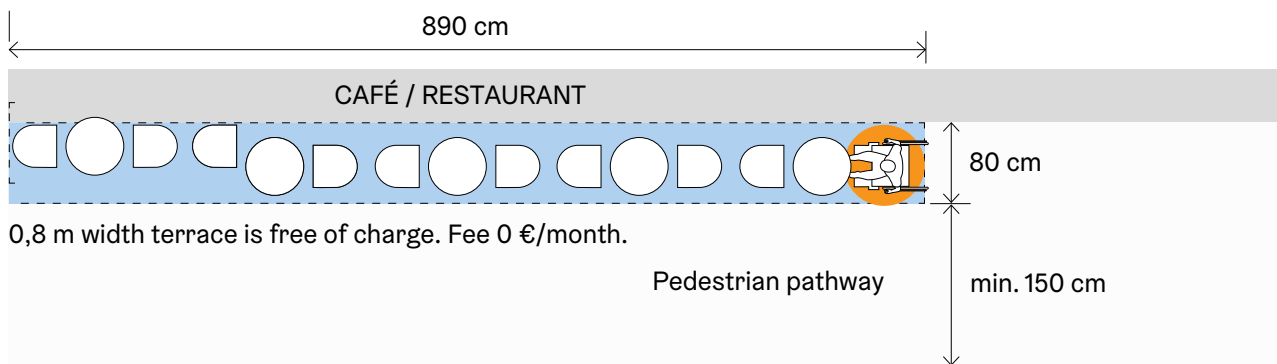 890 cm
CAFÉ / RESTAURANT
80 cm
0,8 m width terrace is free of charge. Fee 0 €/month.
Pedestrian pathway
min. 150 cm